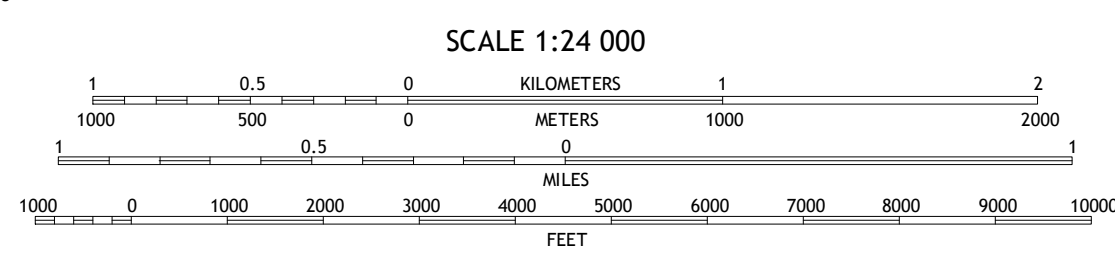 SCALE 1:24 000
1 0.5 0 KILOMETERS 1 2
1000 500 0 METERS 1000 2000
1 0.5 0 1
MILES
1000 0 1000 2000 3000 4000 5000 6000 7000 8000 9000 10000
FEET